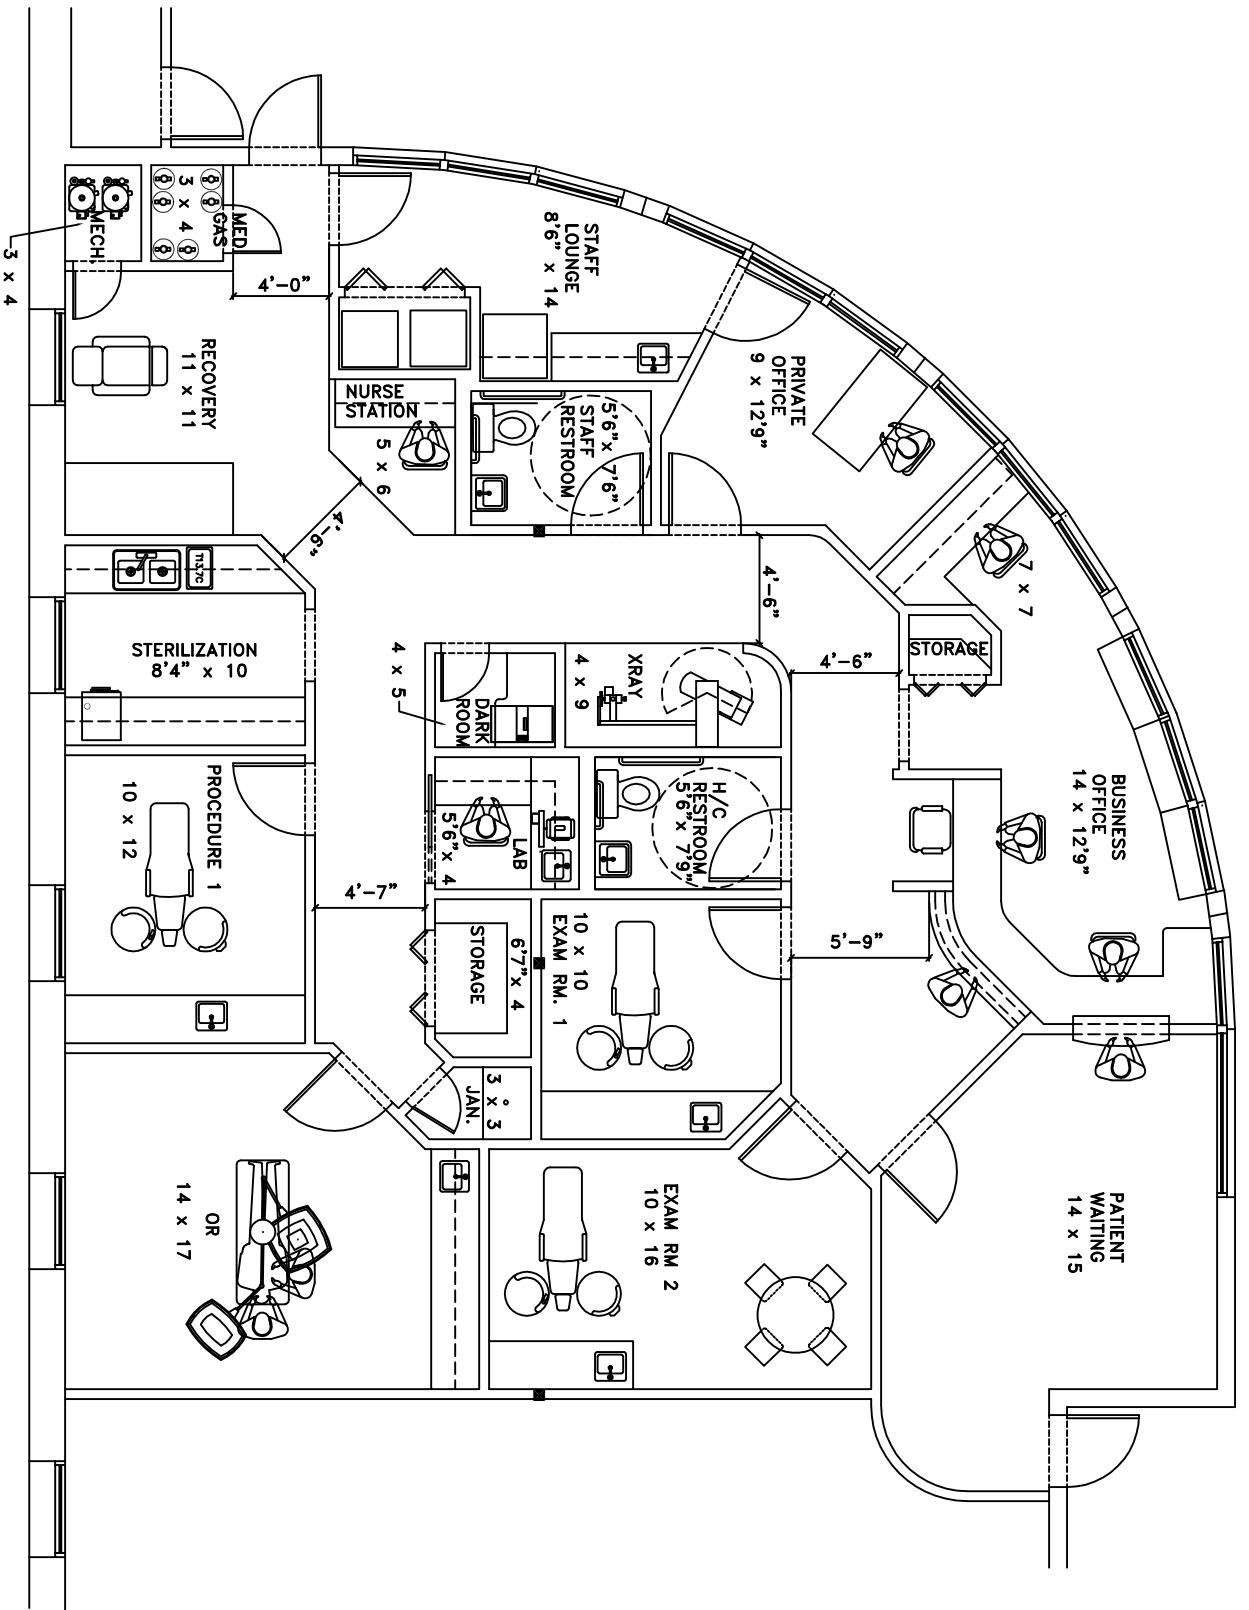 3 x 4
MED
GAS
MECH.
3 x 4
4'-0"
STAFF
LOUNGE
8'6" x 14
RECOVERY
11 x 11
NURSE
STATION
5 x 6
5'6" x 7'6"
STAFF
RESTROOM
PRIVATE
OFFICE
9 x 12'9"
4'-6"
4'-6"
7 x 7
T13.7C
STERILIZATION
8'4" x 10
4 x 5
DARK
ROOM
XRAY
4 x 9
4'-6"
STORAGE
BUSINESS
OFFICE
14 x 12'9"
PROCEDURE 1
10 x 12
LAB
5'6" x 4
H/C
RESTROOM
5'6" x 7'9"
4'-7"
5'-9"
STORAGE
6'7" x 4
10 x 10
EXAM RM. 1
3 x 3
JAN.
OR
14 x 17
EXAM RM 2
10 x 16
PATIENT
WAITING
14 x 15